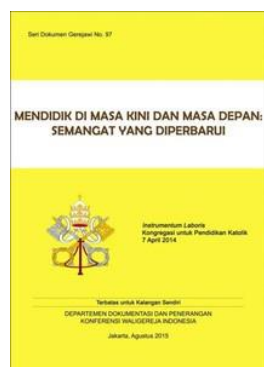 Seri Dokumen Gerejawi No. 97
MENDIDIK DI MASA KINI DAN MASA DEPAN:
SEMANGAT YANG DIPERBARUI
Instrumentum Laboris
Kongregasi untuk Pendidikan Katolik
7 April 2014
Terbatas untuk Kalangan Sendiri
DEPARTEMEN DOKUMENTASI DAN PENERANGAN
KONFERENSI WALIGEREJA INDONESIA
Jakarta, Agustus 2015